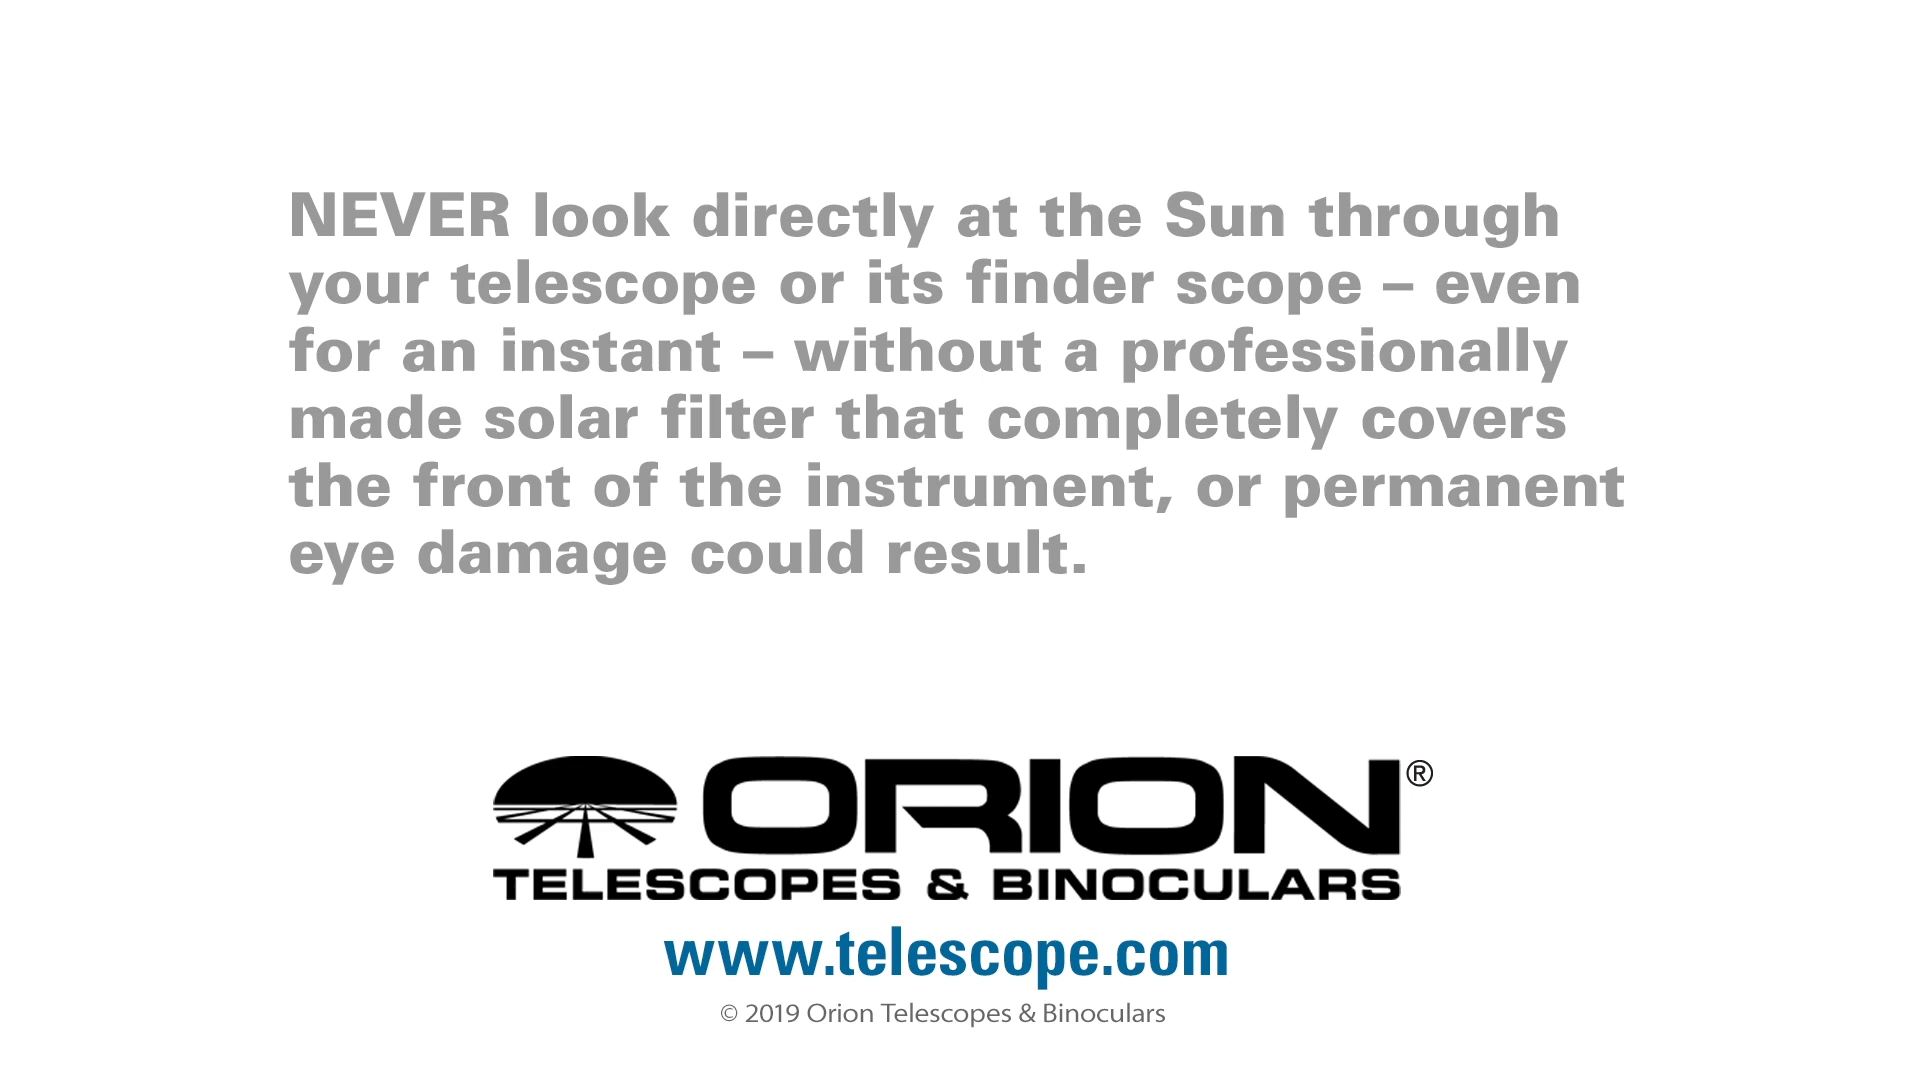 NEVER look directly at the Sun through
your telescope or its finder scope – even
for an instant – without a professionally
made solar filter that completely covers
the front of the instrument, or permanent
eye damage could result.
ORION®
TELESCOPES & BINOCULARS
www.telescope.com
© 2019 Orion Telescopes & Binoculars